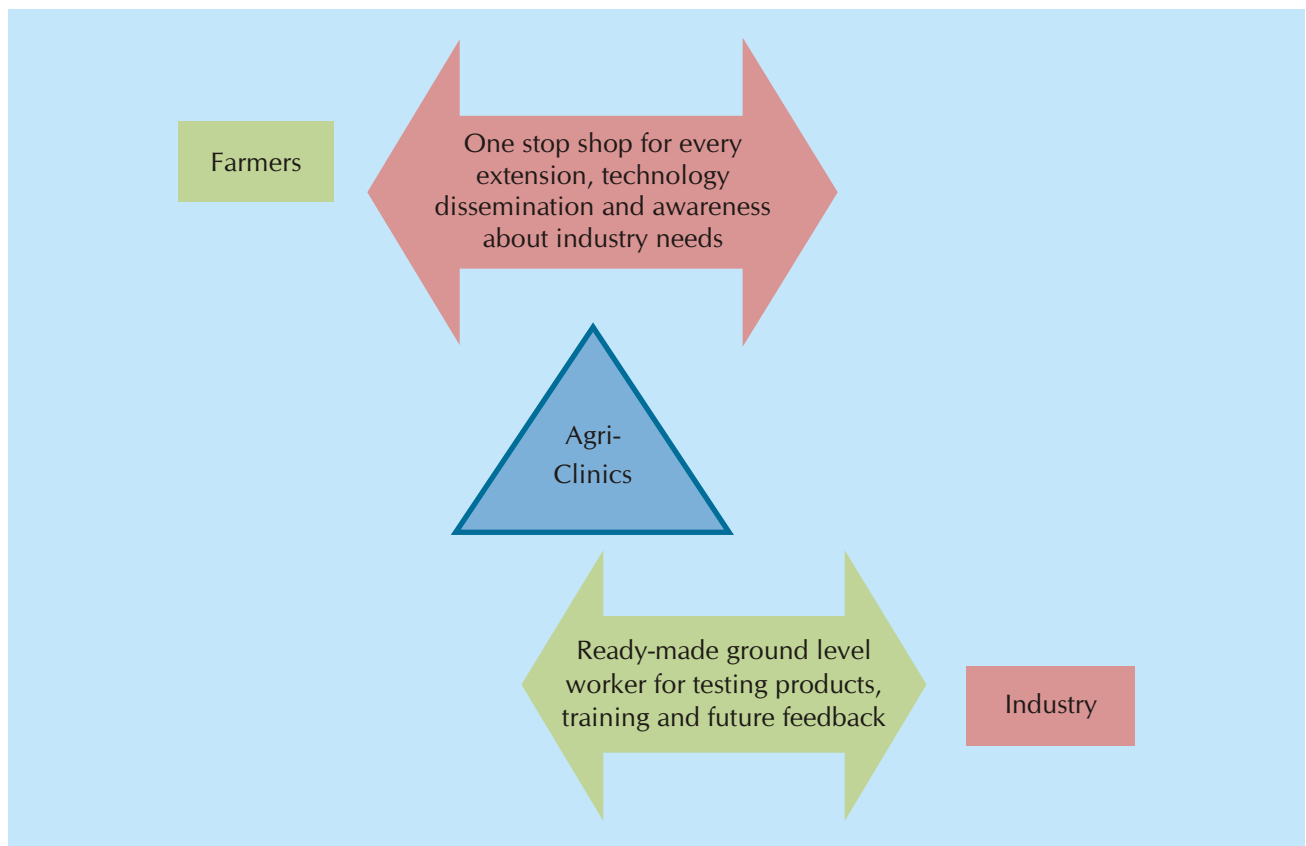 Farmers
One stop shop for every
extension, technology
dissemination and awareness
about industry needs
Agri-
Clinics
Ready-made ground level
worker for testing products,
training and future feedback
Industry